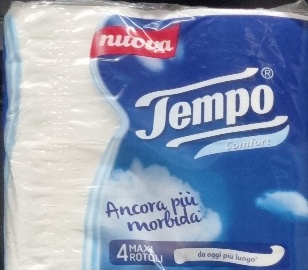 nuova
Tempo®
Comfort
Ancora più
morbida
4 MAXI
ROTOLI
da oggi più lungo*